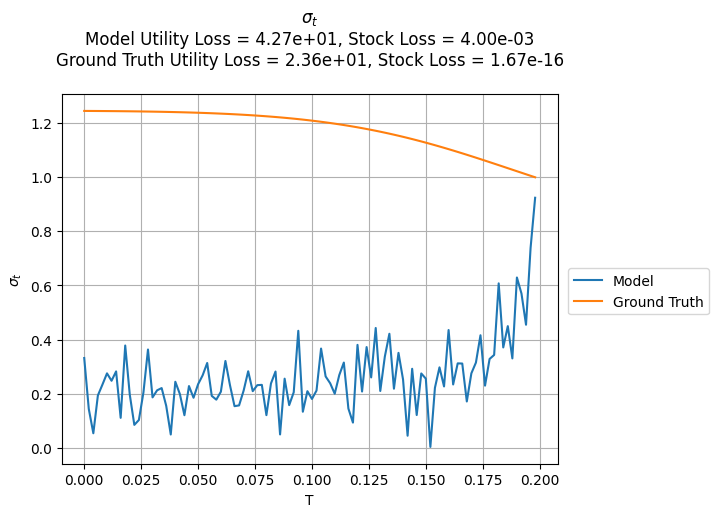 σt
Model Utility Loss = 4.27e+01, Stock Loss = 4.00e-03
Ground Truth Utility Loss = 2.36e+01, Stock Loss = 1.67e-16
1.2
1.0
0.8
0.6
0.4
0.2
0.0
σt
0.000 0.025 0.050 0.075 0.100 0.125 0.150 0.175 0.200
T
Model
Ground Truth